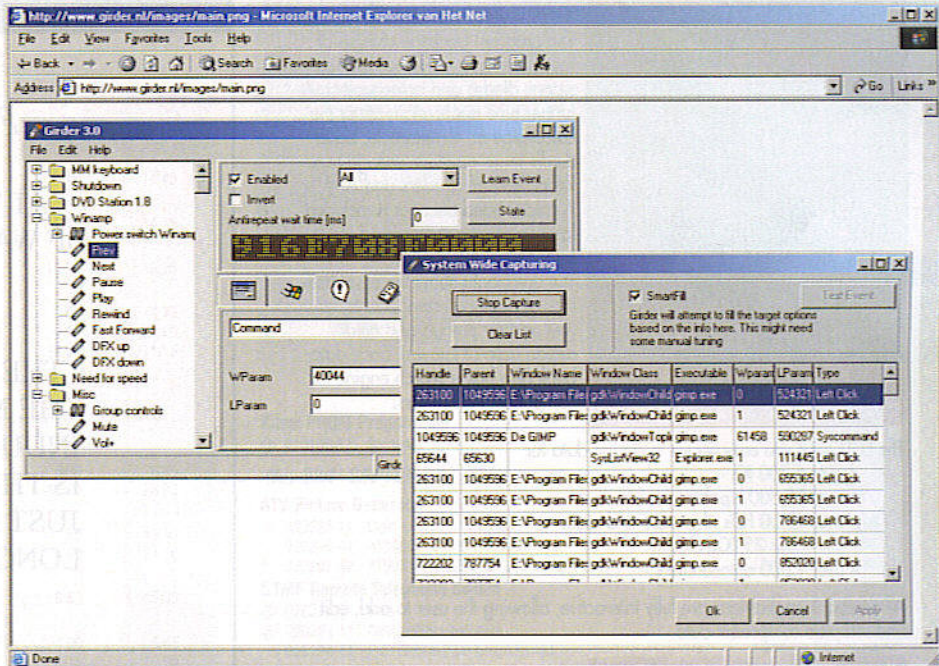 http://www.girder.nl/images/main.png - Microsoft Internet Explorer van Het Net
File Edit View Favorites Tools Help
Back Search Favorites Media
Address http://www.girder.nl/images/main.png Go Links »
Girder 3.0
File Edit Help
MM keyboard
Shutdown
DVD Station 1.8
Winamp
Power switch Winamp
Prev
Next
Pause
Play
Rewind
Fast Forward
DFX up
DFX down
Need for speed
Misc
Group controls
Mute
Vol+
Enabled All Learn Event
Invert
Antirepeat wait time [ms] 0 State
Command
WParam 40044
LParam 0
Girde
System Wide Capturing
Stop Capture
Clear List
SmartFill Test Event
Girder will attempt to fill the target options
based on the info here. This might need
some manual tuning
Handle Parent Window Name Window Class Executable Wparam LParam Type
263100 1049596 E:\Program Files gdkWindowChild gimp.exe 0 524321 Left Click
263100 1049596 E:\Program Files gdkWindowChild gimp.exe 1 524321 Left Click
1049596 1049596 De GIMP gdkWindowTople gimp.exe 61458 590287 Syscommand
65644 65630 SysListView32 Explorer.exe 1 111445 Left Click
263100 1049596 E:\Program Files gdkWindowChild gimp.exe 0 655365 Left Click
263100 1049596 E:\Program Files gdkWindowChild gimp.exe 1 655365 Left Click
263100 1049596 E:\Program Files gdkWindowChild gimp.exe 0 786468 Left Click
263100 1049596 E:\Program Files gdkWindowChild gimp.exe 1 786468 Left Click
722202 787754 E:\Program Files gdkWindowChild gimp.exe 0 852020 Left Click
Ok Cancel Apply
Done Internet